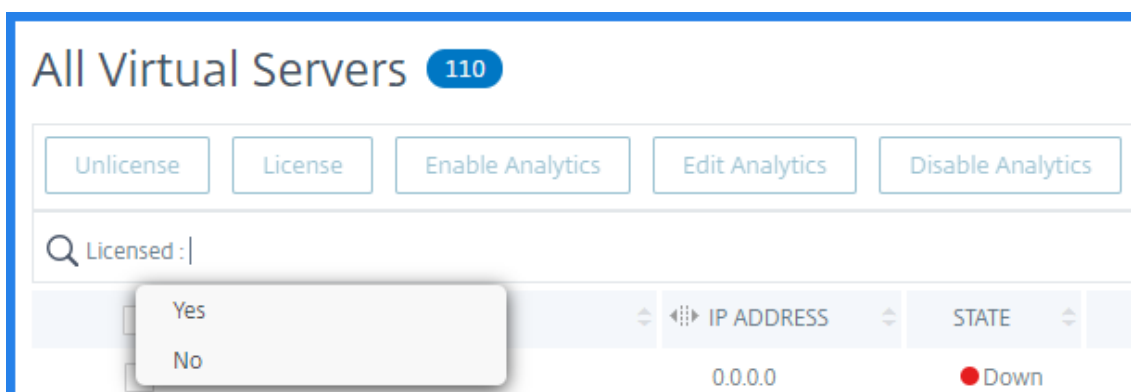 All Virtual Servers 110
Unlicense License Enable Analytics Edit Analytics Disable Analytics
Licensed :
Yes
IP ADDRESS STATE
No
0.0.0.0 Down